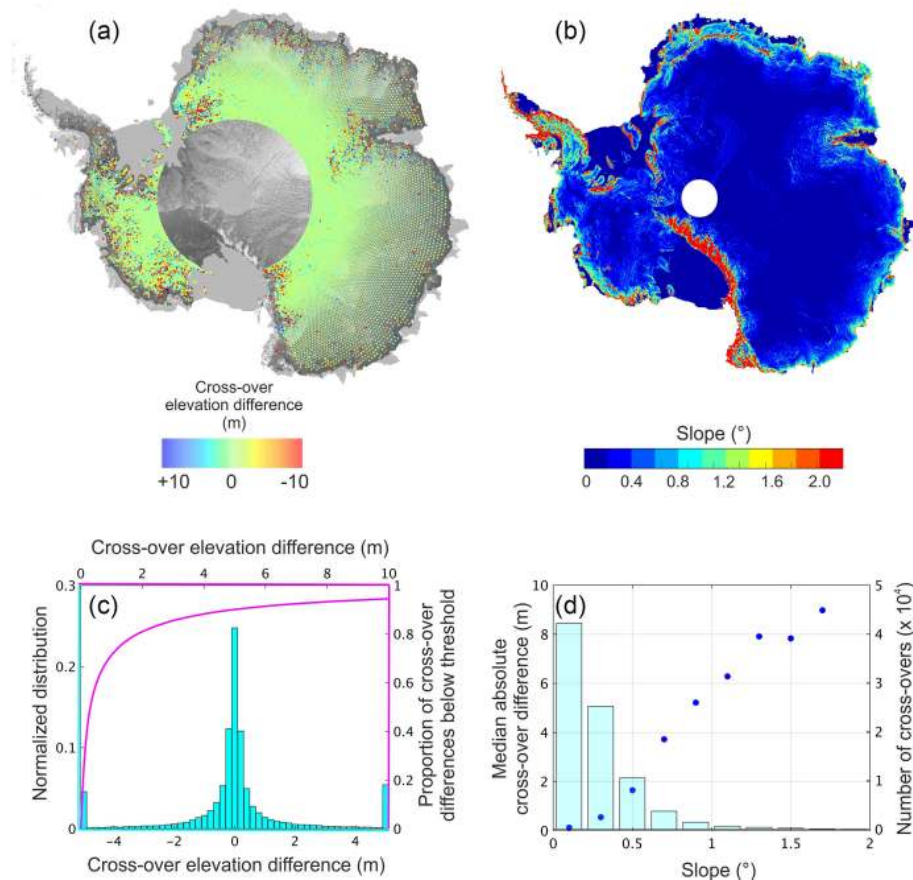 (a)
(b)
Cross-over
elevation difference
(m)
+10 0 -10
Slope (°)
0 0.4 0.8 1.2 1.6 2.0
Cross-over elevation difference (m)
0 2 4 6 8 10
(c)
0.3
0.2
0.1
0
Normalized distribution
1
0.8
0.6
0.4
0.2
0
Proportion of cross-over
differences below threshold
-4 -2 0 2 4
Cross-over elevation difference (m)
(d)
10
8
6
4
2
0
Median absolute
cross-over difference (m)
5
4
3
2
1
0
Number of cross-overs (x 10⁴)
0 0.5 1 1.5 2
Slope (°)